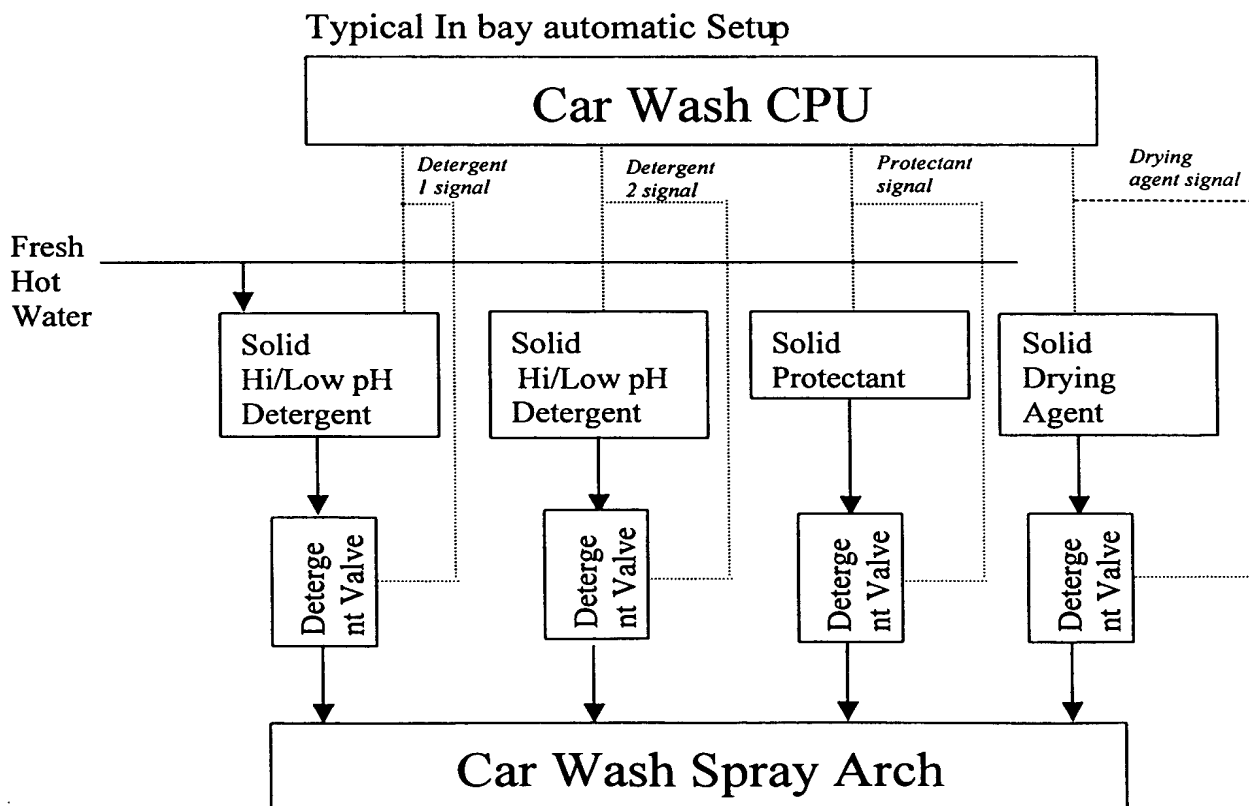 Typical In bay automatic Setup
Car Wash CPU
Detergent
1 signal
Detergent
2 signal
Protectant
signal
Drying
agent signal
Fresh
Hot
Water
Solid
Hi/Low pH
Detergent
Solid
Hi/Low pH
Detergent
Solid
Protectant
Solid
Drying
Agent
Deterge
nt Valve
Deterge
nt Valve
Deterge
nt Valve
Deterge
nt Valve
Car Wash Spray Arch